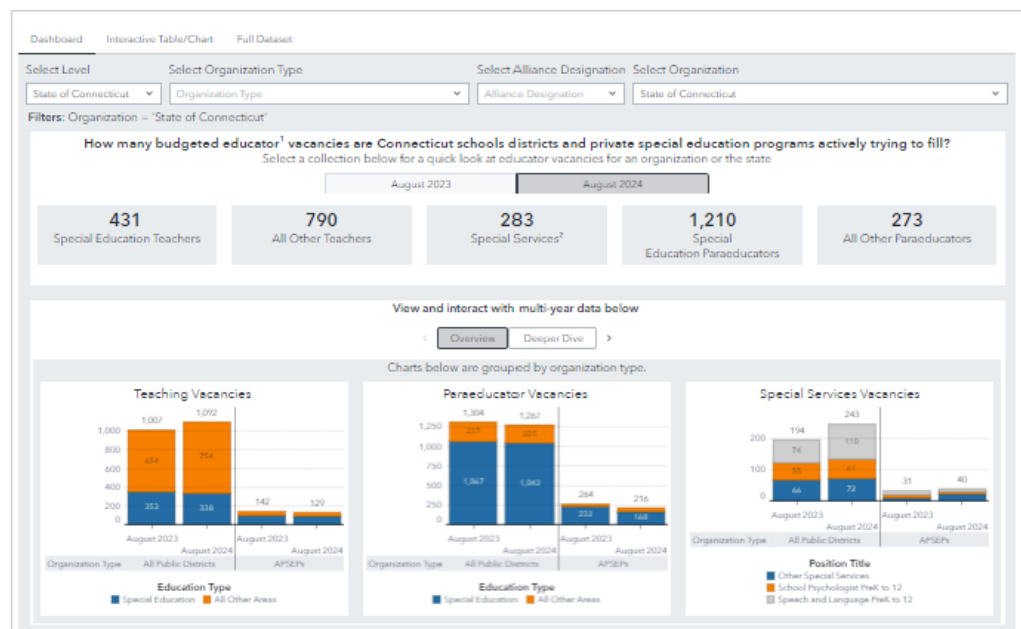 Dashboard Interactive Table/Chart Full Dataset
Select Level Select Organization Type Select Alliance Designation Select Organization
State of Connecticut Organization Type Alliance Designation State of Connecticut
Filters: Organization = 'State of Connecticut'
How many budgeted educator1 vacancies are Connecticut schools districts and private special education programs actively trying to fill?
Select a collection below for a quick look at educator vacancies for an organization or the state
August 2023 August 2024
431 790 283 1,210 273
Special Education Teachers All Other Teachers Special Services2 Special All Other Paraeducators
Education Paraeducators
View and interact with multi-year data below
< Overview Deeper Dive >
Charts below are grouped by organization type.
Teaching Vacancies
1,007 1,092
1,000
800
654 754
600
400
353 338 142 129
200
0
August 2023 August 2023
August 2024 August 2024
Organization Type All Public Districts APSEPs
Education Type
Special Education All Other Areas
Paraeducator Vacancies
1,304 1,267
1,250
237 225
1,000
750
1,067 1,042
500
264 216
250
232 168
0
August 2023 August 2023
August 2024 August 2024
Organization Type All Public Districts APSEPs
Education Type
Special Education All Other Areas
Special Services Vacancies
194 243
200
74 110
100
61
66 72 31 40
0
August 2023 August 2023
August 2024 August 2024
Organization Type All Public Districts APSEPs
Position Title
Other Special Services
School Psychologist PreK to 12
Speech and Language PreK to 12